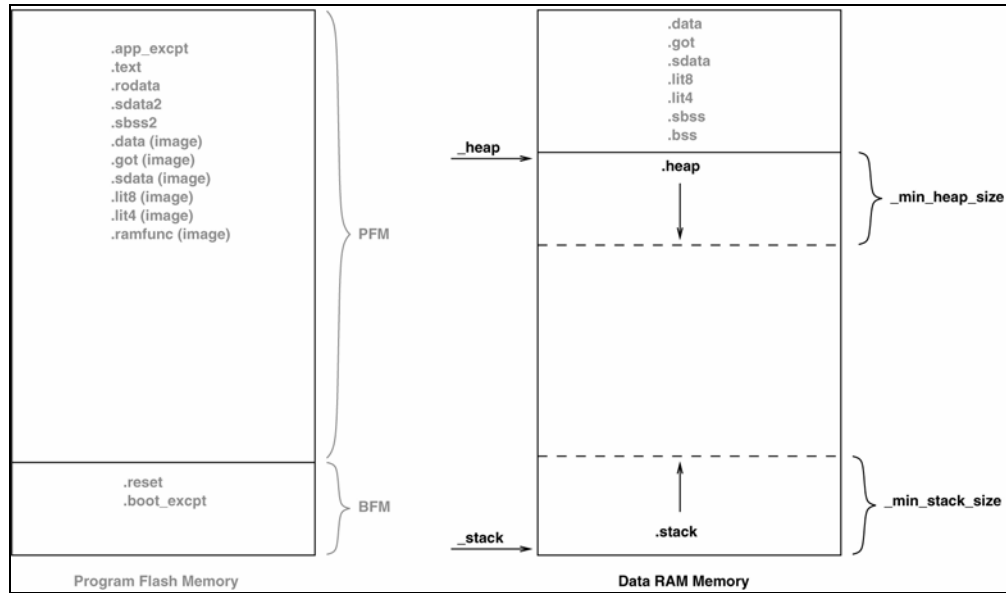 .app_excpt
.text
.rodata
.sdata2
.sbss2
.data (image)
.got (image)
.sdata (image)
.lit8 (image)
.lit4 (image)
.ramfunc (image)
PFM
.reset
.boot_excpt
BFM
Program Flash Memory
.data
.got
.sdata
.lit8
.lit4
.sbss
.bss
_heap
.heap
_min_heap_size
_min_stack_size
.stack
_stack
Data RAM Memory